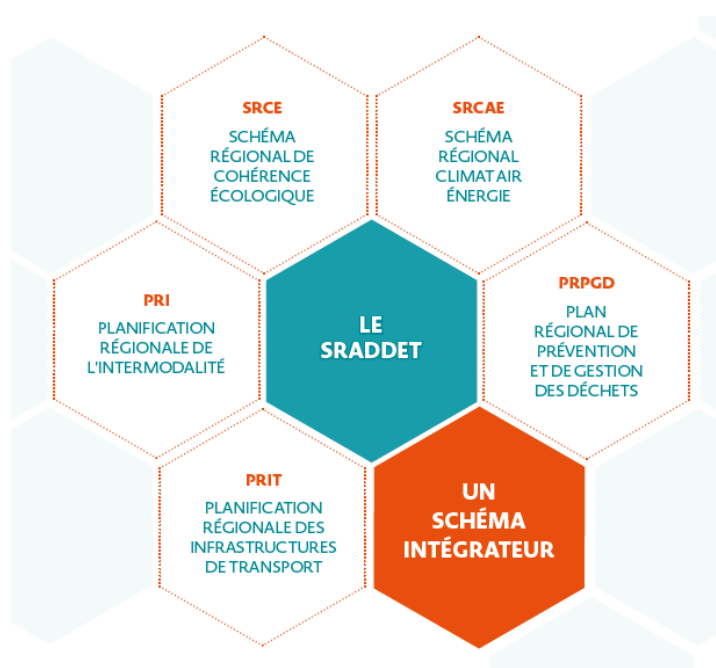 SRCE
SCHÉMA
RÉGIONAL DE
COHÉRENCE
ÉCOLOGIQUE
SRCAE
SCHÉMA
RÉGIONAL
CLIMAT AIR
ÉNERGIE
PRI
PLANIFICATION
RÉGIONALE DE
L'INTERMODALITÉ
LE
SRADDET
PRPGD
PLAN
RÉGIONAL DE
PRÉVENTION
ET DE GESTION
DES DÉCHETS
PRIT
PLANIFICATION
RÉGIONALE DES
INFRASTRUCTURES
DE TRANSPORT
UN
SCHÉMA
INTÉGRATEUR